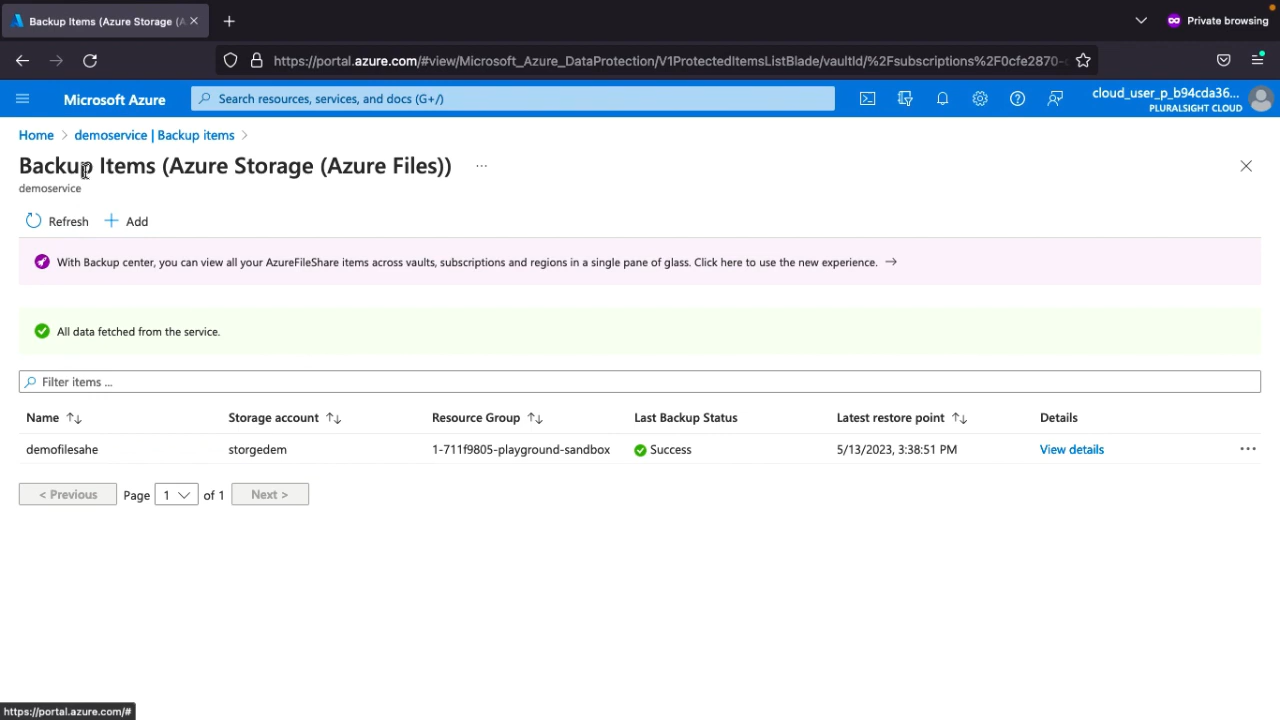 Backup Items (Azure Storage (A
Private browsing
https://portal.azure.com/#view/Microsoft_Azure_DataProtection/V1ProtectedItemsListBlade/vaultId/%2Fsubscriptions%2F0cfe2870-
Microsoft Azure
Search resources, services, and docs (G+/)
cloud_user_p_b94cda36...
PLURALSIGHT CLOUD
Home > demoservice | Backup items >
Backup Items (Azure Storage (Azure Files)) ...
demoservice
Refresh + Add
With Backup center, you can view all your AzureFileShare items across vaults, subscriptions and regions in a single pane of glass. Click here to use the new experience. →
All data fetched from the service.
Filter items ...
Name Storage account Resource Group Last Backup Status Latest restore point Details
demofilesahe storgedem 1-711f9805-playground-sandbox Success 5/13/2023, 3:38:51 PM View details ...
< Previous Page 1 of 1 Next >
https://portal.azure.com/#